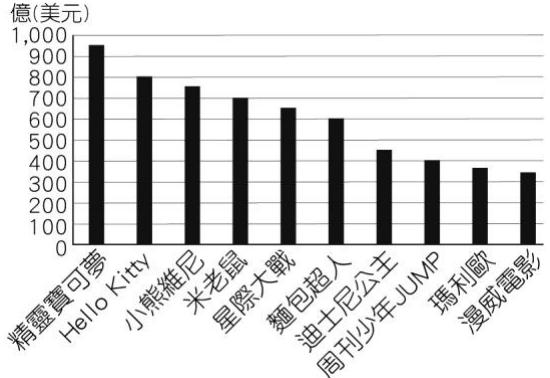 億(美元)
1,000
900
800
700
600
500
400
300
200
100
0
精靈寶可夢
Hello Kitty
小熊維尼
米老鼠
星際大戰
麵包超人
迪士尼公主
周刊少年JUMP
瑪利歐
漫威電影